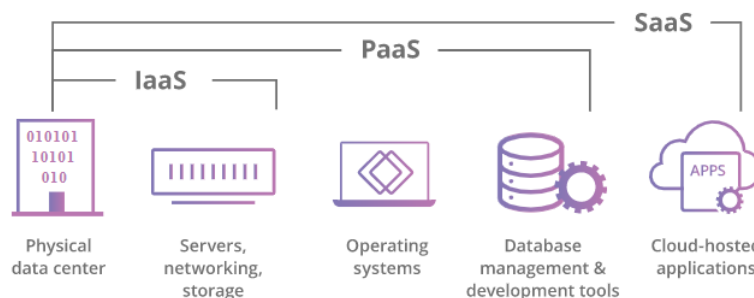 SaaS
PaaS
IaaS
010101
10101
010
APPS
Physical
data center
Servers,
networking,
storage
Operating
systems
Database
management &
development tools
Cloud-hosted
applications